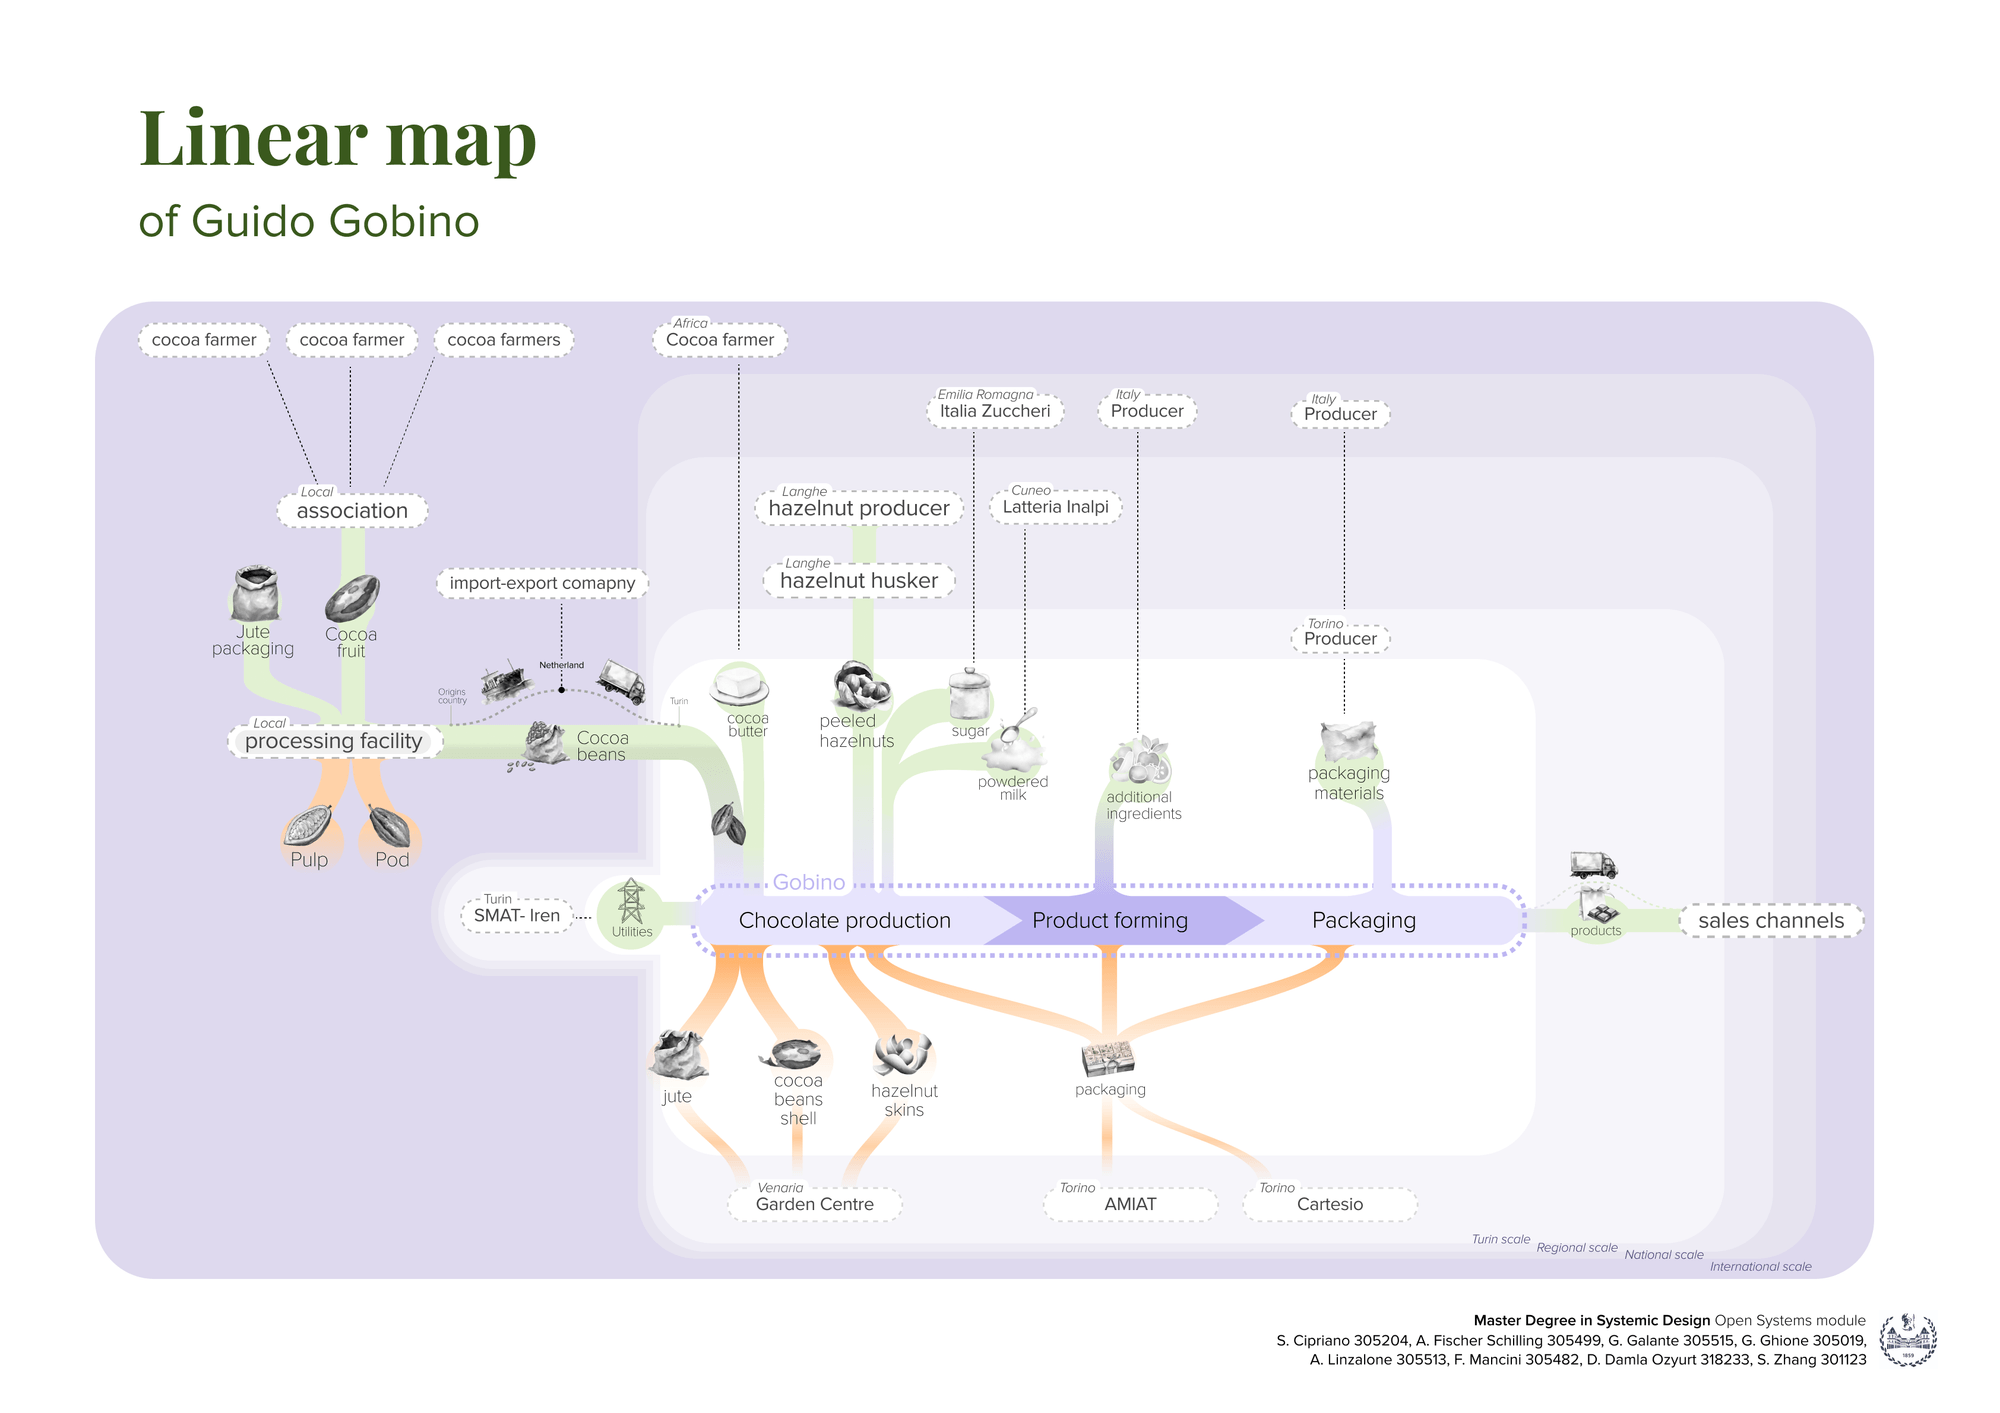 Linear map
of Guido Gobino
cocoa farmer
cocoa farmer
cocoa farmers
Africa
Cocoa farmer
Emilia Romagna
Italia Zuccheri
Italy
Producer
Italy
Producer
Local
association
Langhe
hazelnut producer
Cuneo
Latteria Inalpi
Langhe
hazelnut husker
import-export comapny
Jute
packaging
Cocoa
fruit
Torino
Producer
Netherland
Origins
country
Turin
Local
processing facility
Cocoa
beans
cocoa
butter
peeled
hazelnuts
sugar
powdered
milk
additional
ingredients
packaging
materials
Pulp
Pod
Turin
SMAT- Iren
Utilities
Gobino
Chocolate production
Product forming
Packaging
products
sales channels
jute
cocoa
beans
shell
hazelnut
skins
packaging
Venaria
Garden Centre
Torino
AMIAT
Torino
Cartesio
Turin scale
Regional scale
National scale
International scale
Master Degree in Systemic Design Open Systems module
S. Cipriano 305204, A. Fischer Schilling 305499, G. Galante 305515, G. Ghione 305019,
A. Linzalone 305513, F. Mancini 305482, D. Damla Ozyurt 318233, S. Zhang 301123
1859